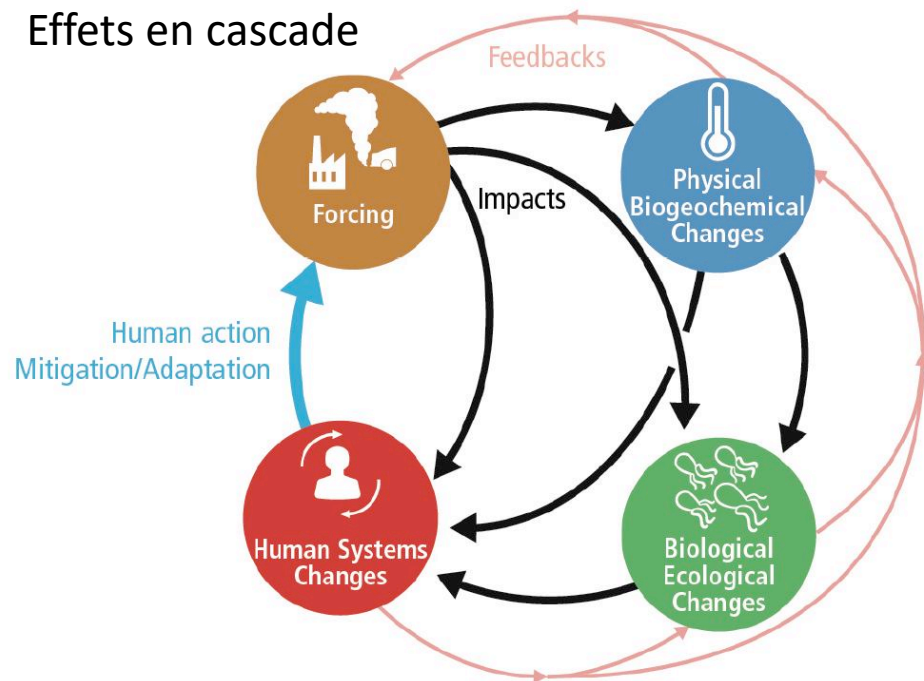 Effets en cascade
Feedbacks
Forcing
Impacts
Physical
Biogeochemical
Changes
Human action
Mitigation/Adaptation
Human Systems
Changes
Biological
Ecological
Changes